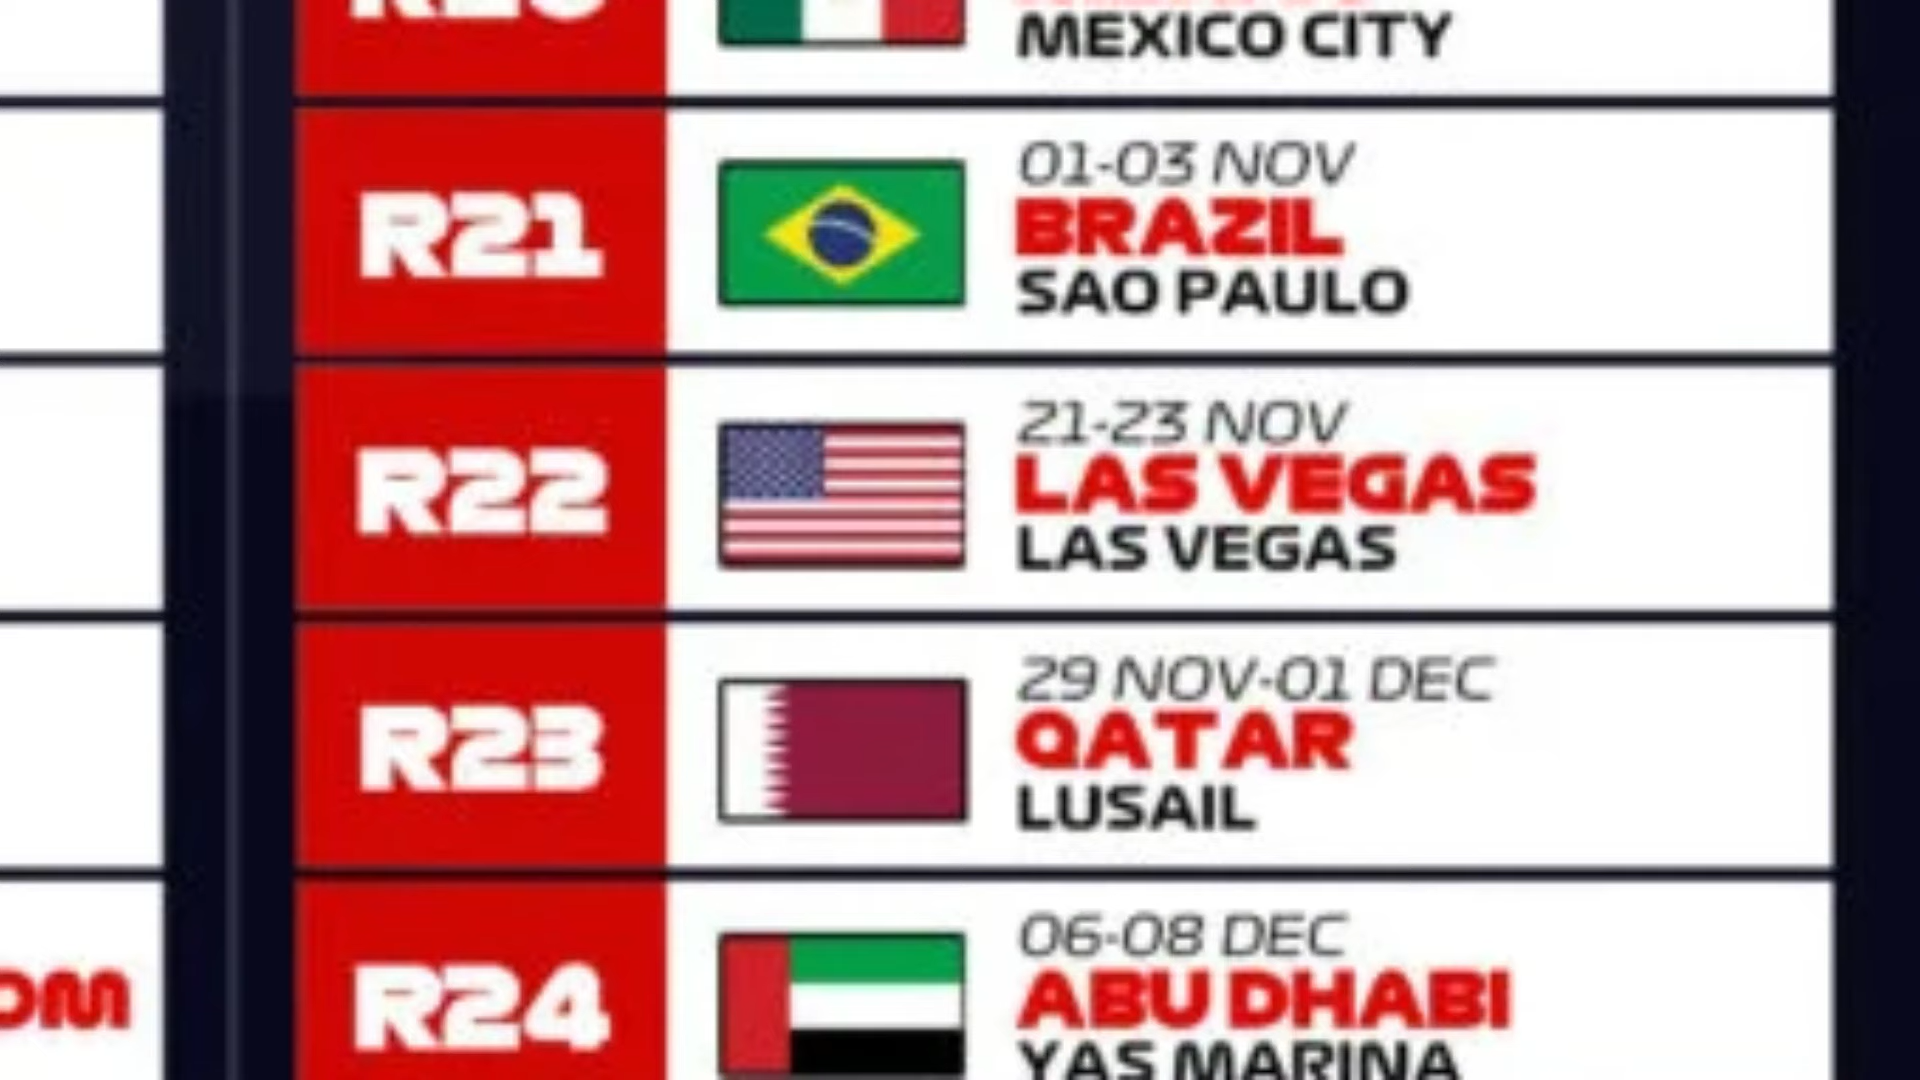 MEXICO CITY
R21
01-03 NOV
BRAZIL
SAO PAULO
R22
21-23 NOV
LAS VEGAS
LAS VEGAS
R23
29 NOV-01 DEC
QATAR
LUSAIL
R24
06-08 DEC
ABU DHABI
YAS MARINA
OM